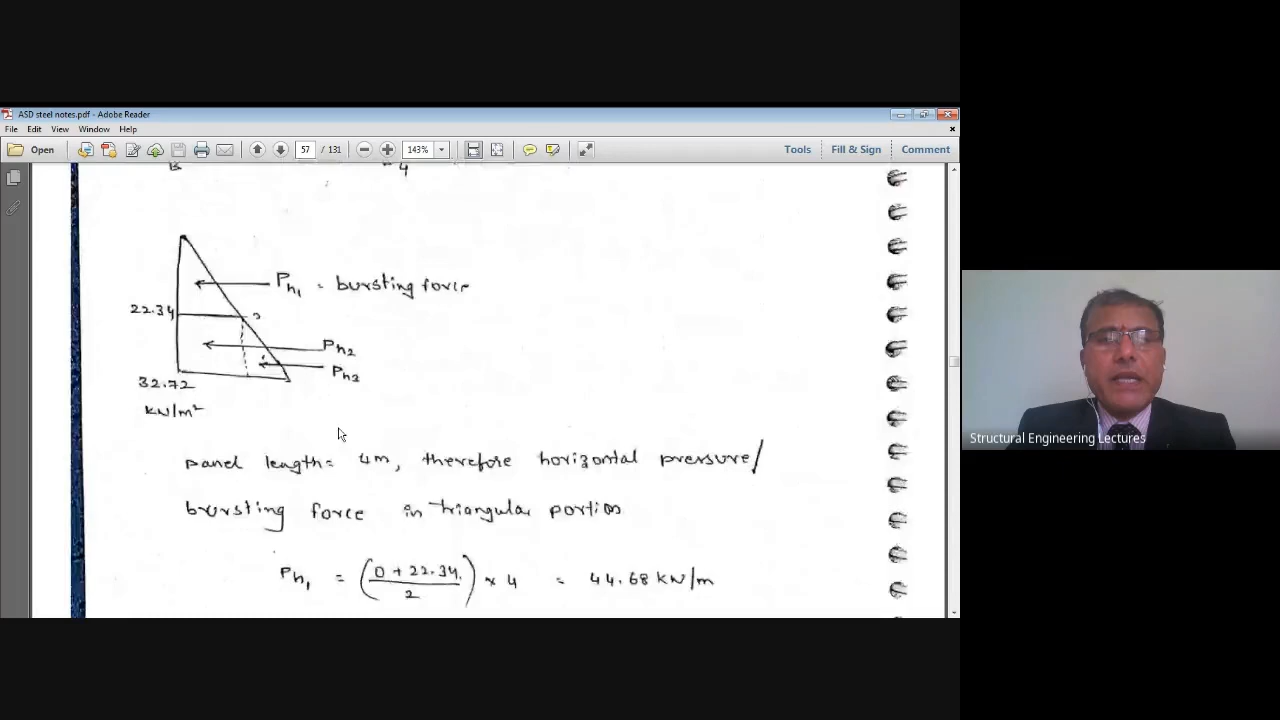 ASD steel notes.pdf - Adobe Reader
File Edit View Window Help
Open 57 / 131 143% Tools Fill & Sign Comment
B 4
Ph1 = bursting force
22.34
Ph2
Ph3
32.72
KN/m²
panel length= 4m, therefore horizontal pressure/
bursting force in triangular portion
Ph1 = (0 + 22.34 / 2) × 4 = 44.68 KN/m
Structural Engineering Lectures